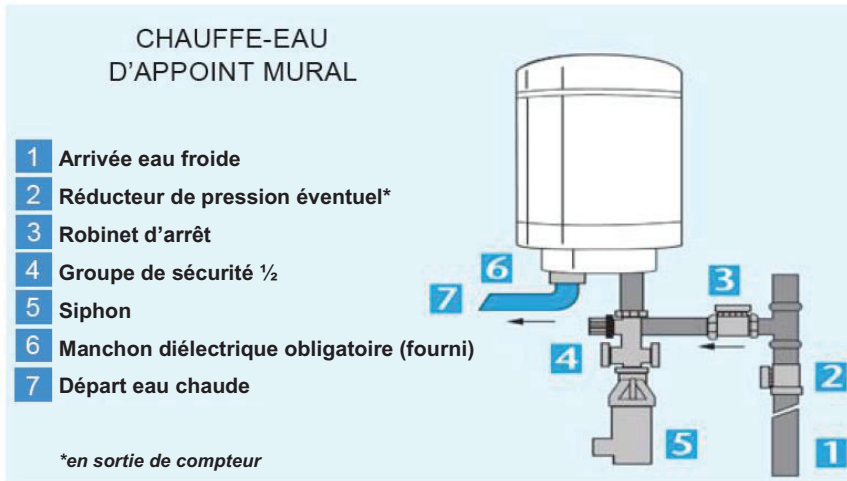 CHAUFFE-EAU
D'APPOINT MURAL
1 Arrivée eau froide
2 Réducteur de pression éventuel*
3 Robinet d'arrêt
4 Groupe de sécurité ½
5 Siphon
6 Manchon diélectrique obligatoire (fourni)
7 Départ eau chaude
*en sortie de compteur
6
7
3
4
2
5
1